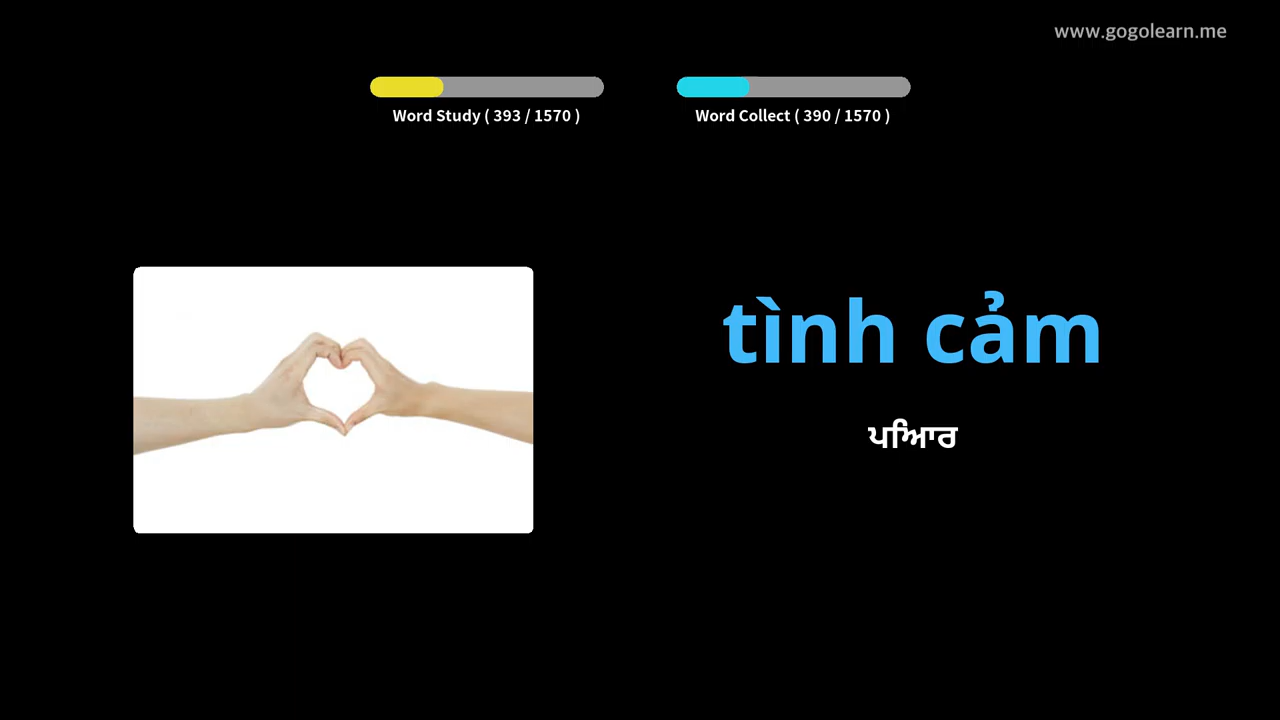 www.gogolearn.me
Word Study ( 393 / 1570 )
Word Collect ( 390 / 1570 )
tình cảm
ਪਿਆਰ